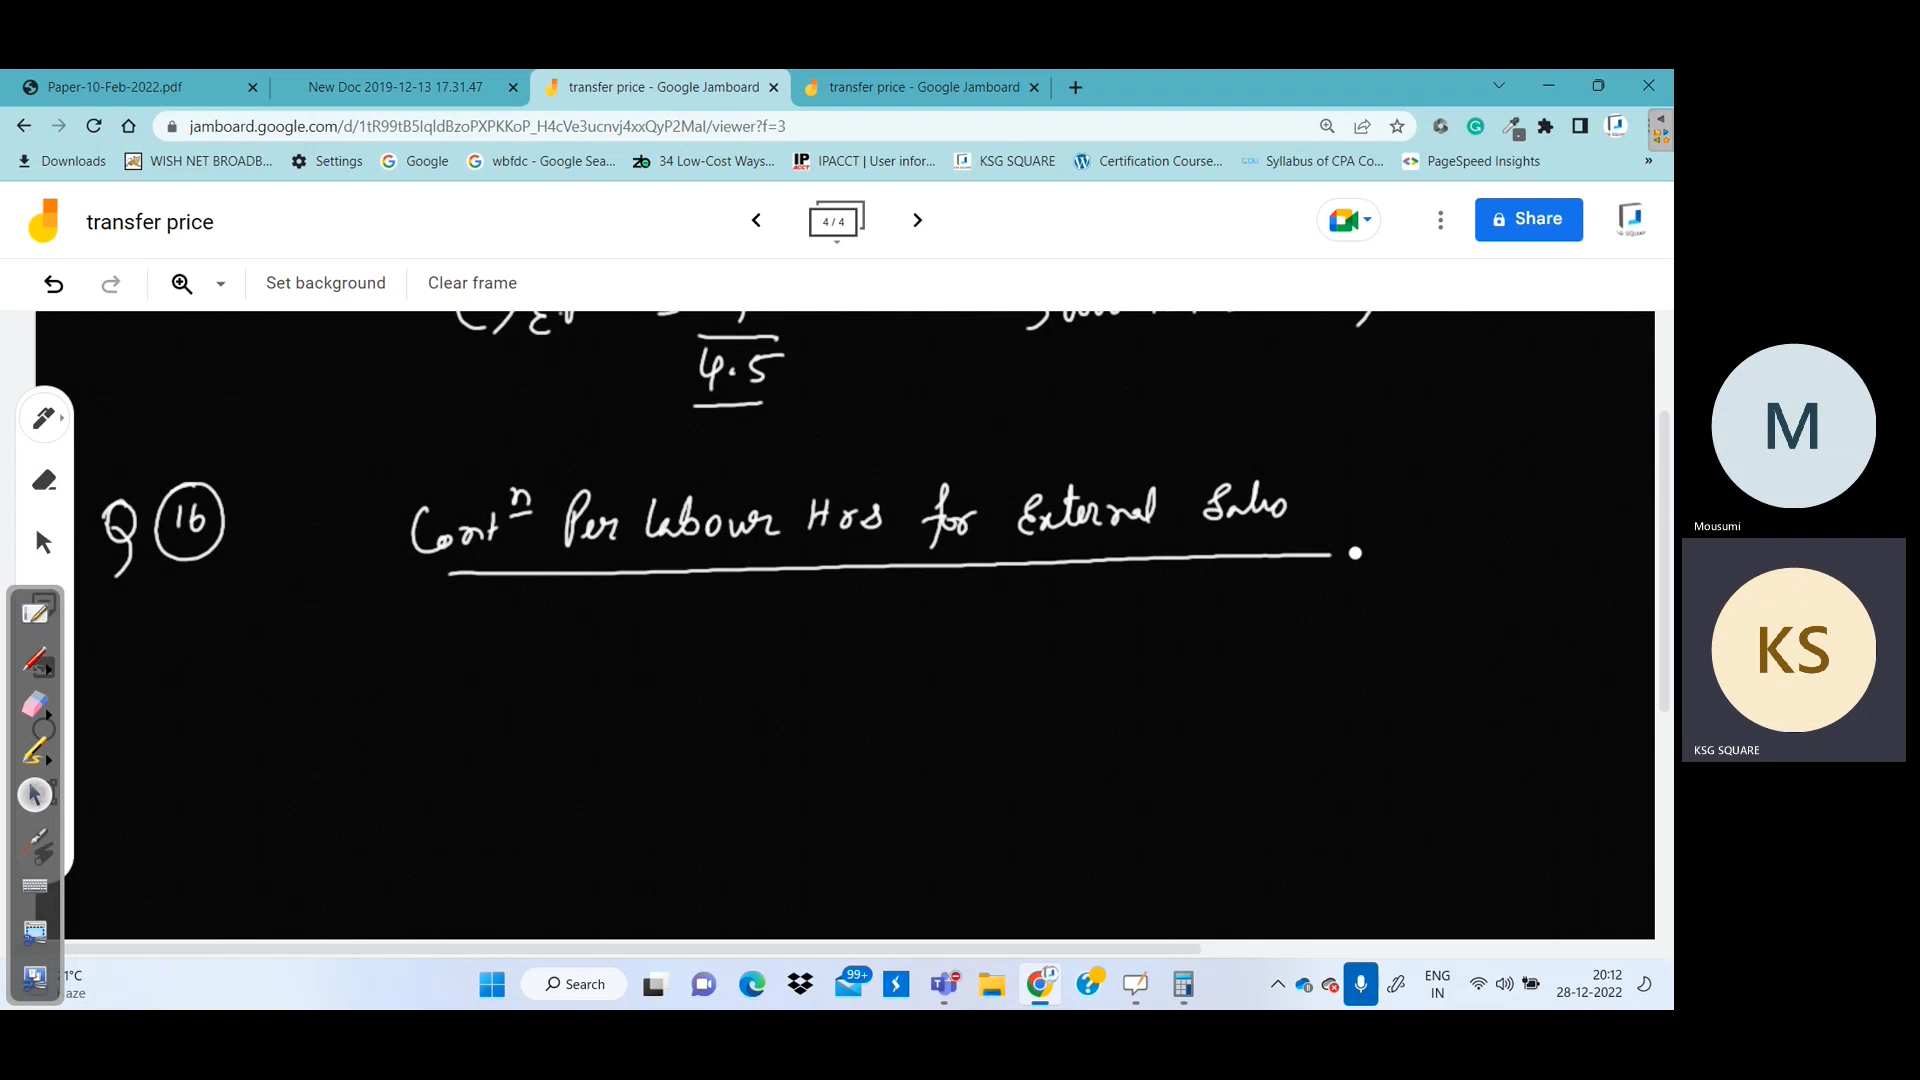 Paper-10-Feb-2022.pdf
New Doc 2019-12-13 17.31.47
transfer price - Google Jamboard
transfer price - Google Jamboard
jamboard.google.com/d/1tR99tB5IqldBzoPXPKKoP_H4cVe3ucnvj4xxQyP2MaI/viewer?f=3
Downloads
WISH NET BROADB...
Settings
Google
wbfdc - Google Sea...
34 Low-Cost Ways...
IPACCT | User infor...
KSG SQUARE
Certification Course...
Syllabus of CPA Co...
PageSpeed Insights
»
transfer price
4 / 4
Share
Set background
Clear frame
4.5
Q 16 Contⁿ Per Labour Hrs for External Sales
M
Mousumi
KS
KSG SQUARE
Search
99+
ENG
IN
20:12
28-12-2022